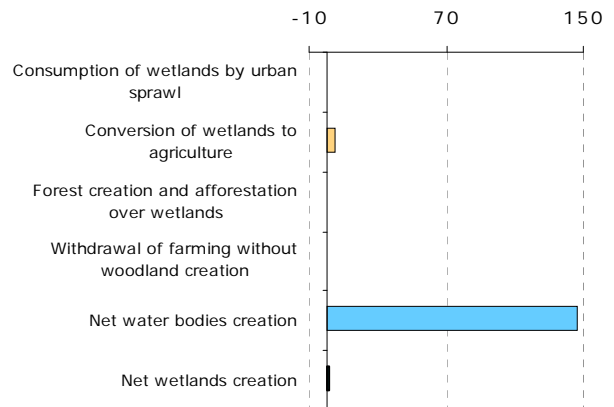 -10 70 150
Consumption of wetlands by urban
sprawl
Conversion of wetlands to
agriculture
Forest creation and afforestation
over wetlands
Withdrawal of farming without
woodland creation
Net water bodies creation
Net wetlands creation